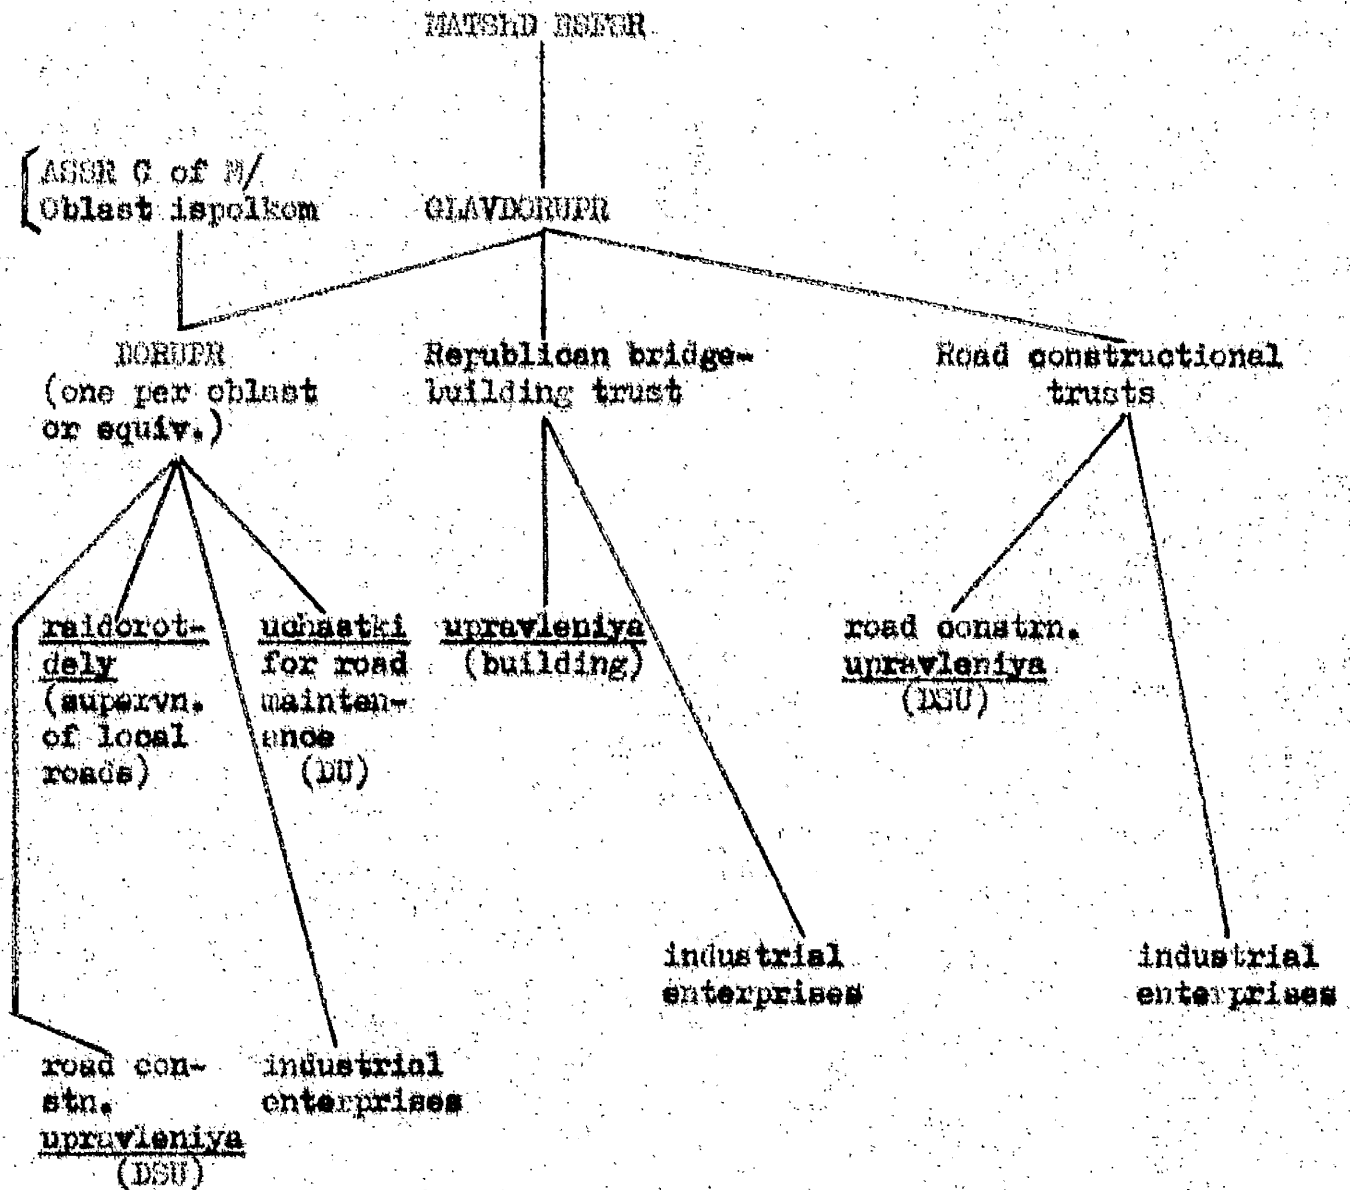 MATShD RSFSR
[ASSR C of M/
Oblast ispolkom
GLAVDORUPR
DORUPR
(one per oblast
or equiv.)
Republican bridge-
building trust
Road constructional
trusts
raidorot-
dely
(supervn.
of local
roads)
uchastki
for road
mainten-
ance
(DU)
upravleniya
(building)
road constrn.
upravleniya
(DSU)
industrial
enterprises
industrial
enterprises
road con-
stn.
upravleniya
(DSU)
industrial
enterprises